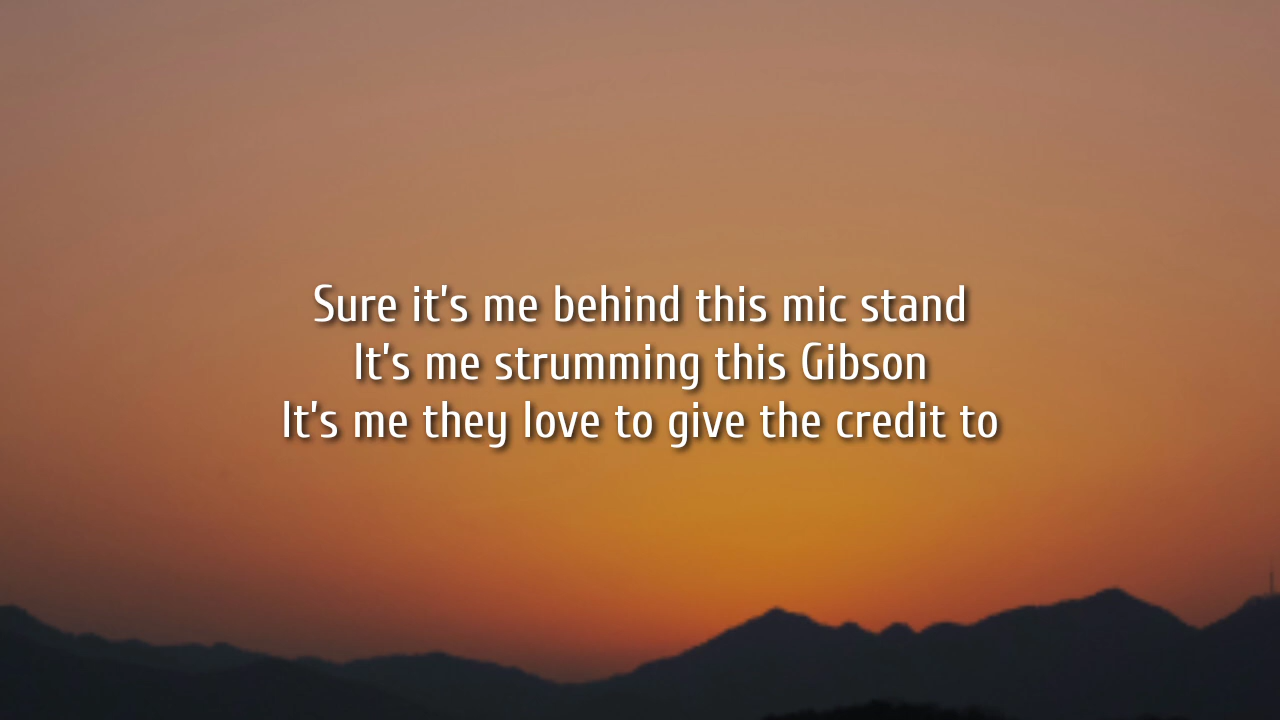 Sure it's me behind this mic stand
It's me strumming this Gibson
It's me they love to give the credit to